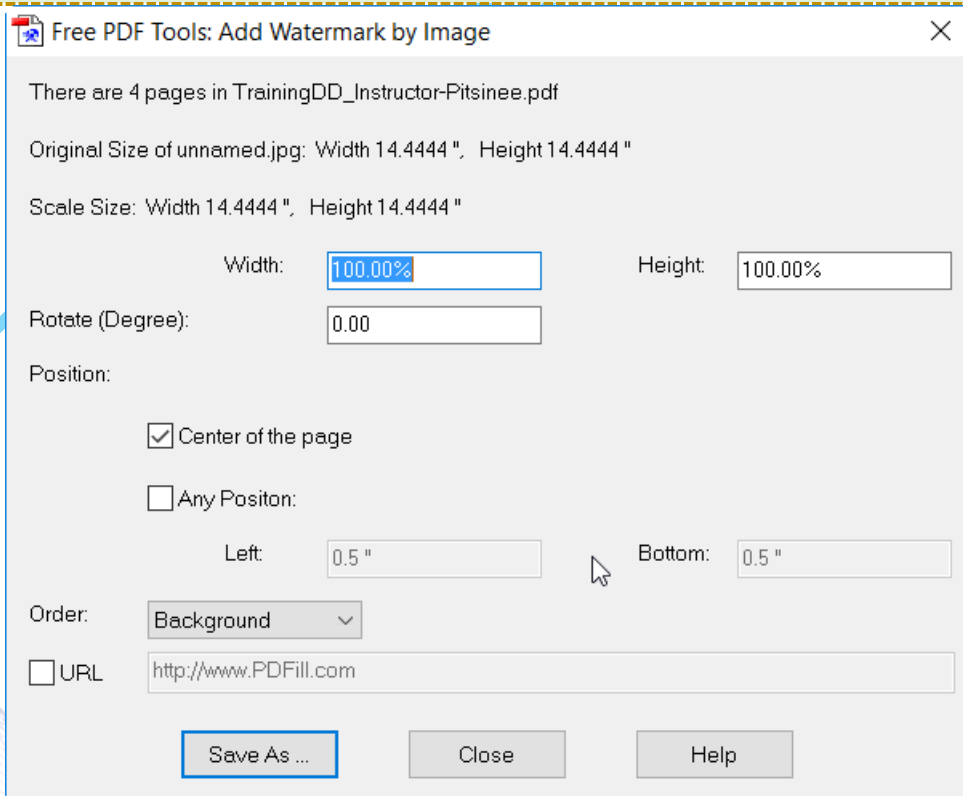 Free PDF Tools: Add Watermark by Image
There are 4 pages in TrainingDD_Instructor-Pitsinee.pdf
Original Size of unnamed.jpg: Width 14.4444 ", Height 14.4444 "
Scale Size: Width 14.4444 ", Height 14.4444 "
Width: 100.00% Height: 100.00%
Rotate (Degree): 0.00
Position:
Center of the page
Any Positon:
Left: 0.5 " Bottom: 0.5 "
Order: Background
URL http://www.PDFill.com
Save As ... Close Help